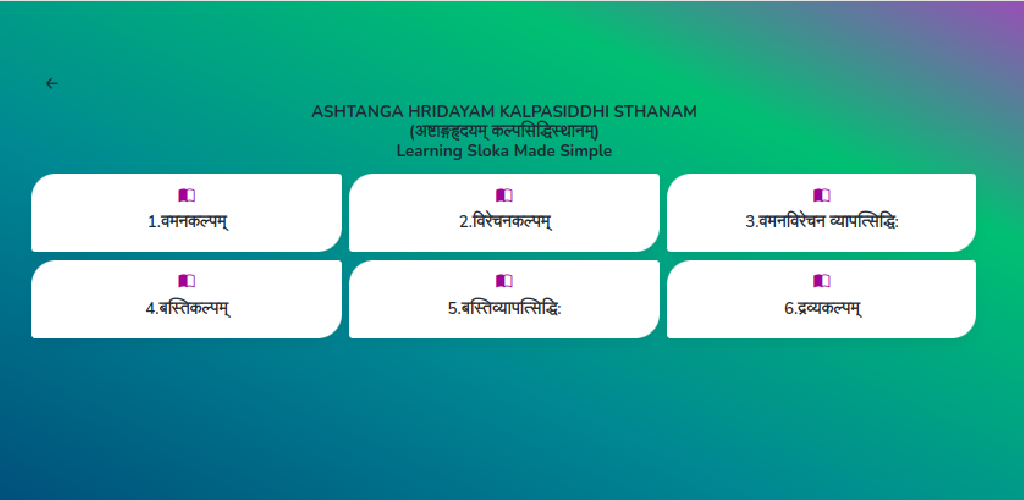 ASHTANGA HRIDAYAM KALPASIDDHI STHANAM
(अष्टाङ्गहृदयम् कल्पसिद्धिस्थानम्)
Learning Sloka Made Simple
1.वमनकल्पम्
2.विरेचनकल्पम्
3.वमनविरेचन व्यापत्सिद्धि:
4.बस्तिकल्पम्
5.बस्तिव्यापत्सिद्धि:
6.द्रव्यकल्पम्